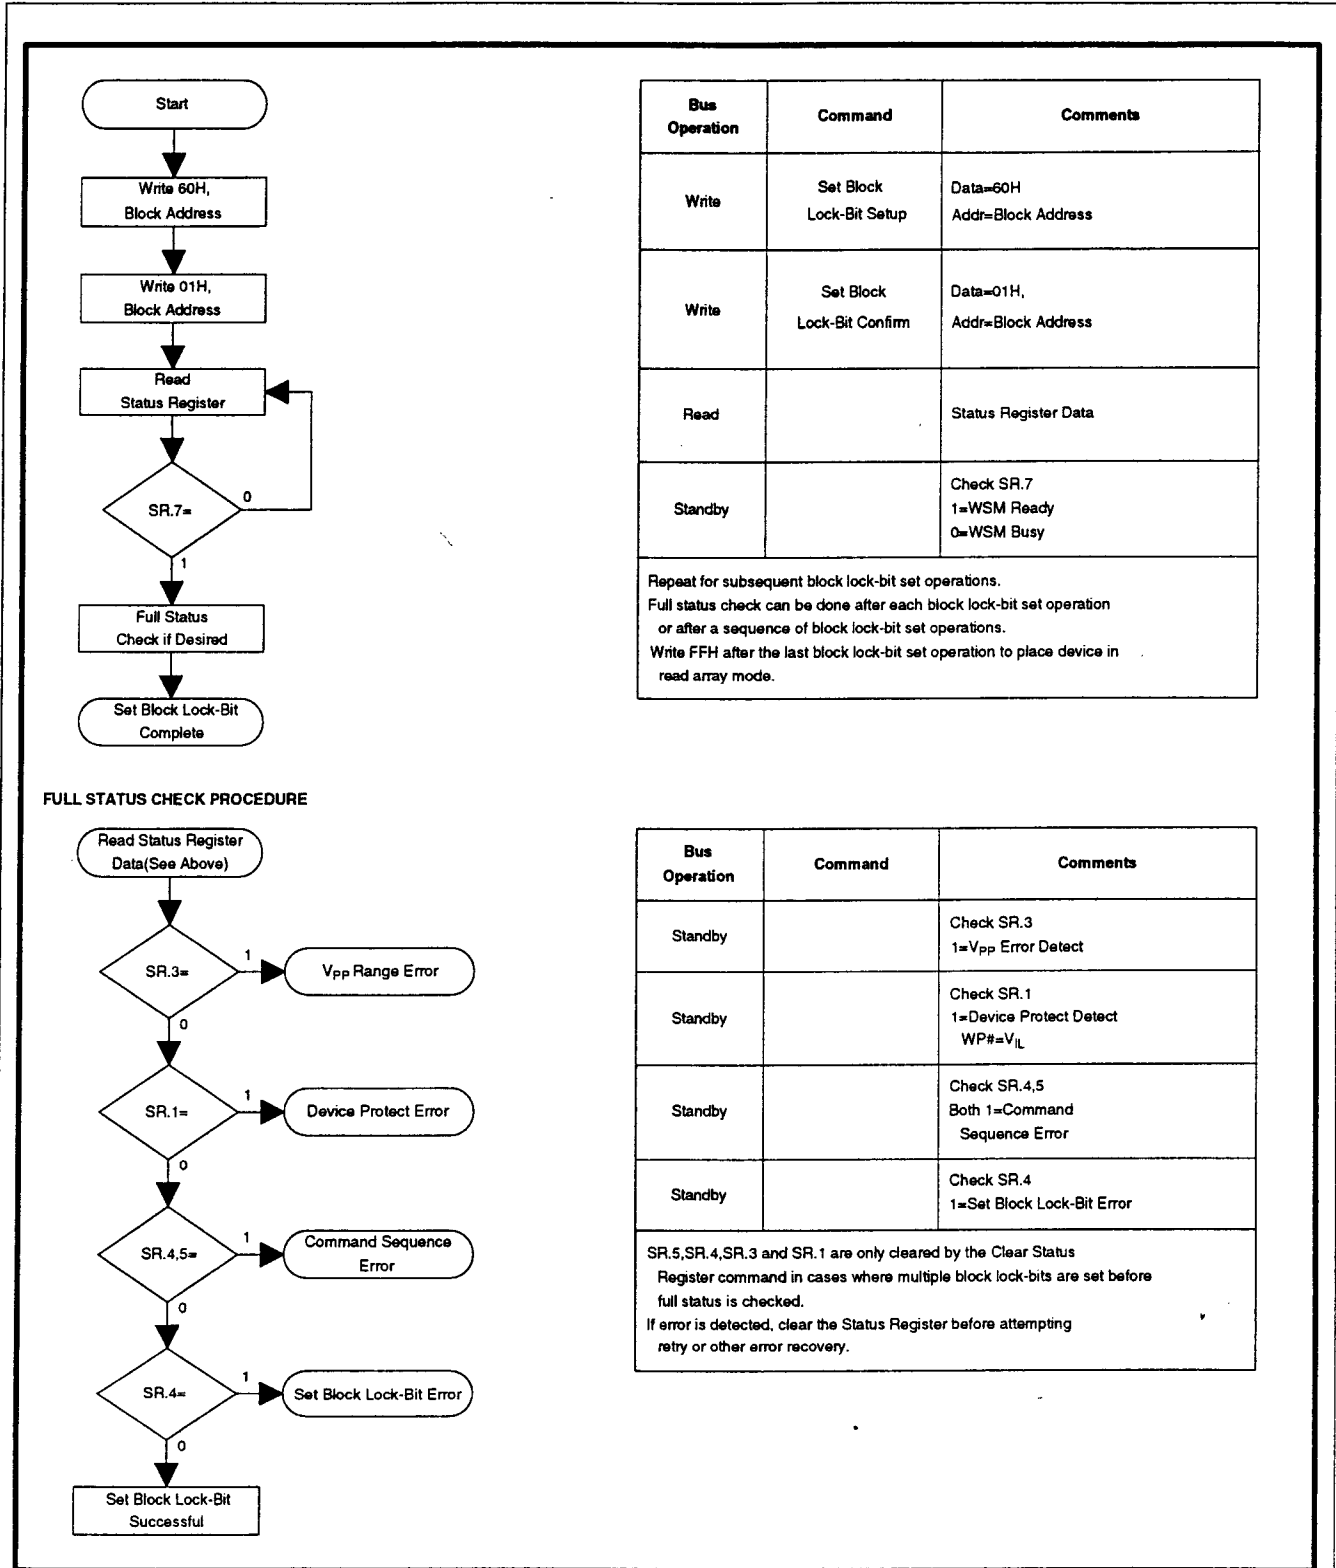 Start
Write 60H,
Block Address
Write 01H,
Block Address
Read
Status Register
SR.7=
0
1
Full Status
Check if Desired
Set Block Lock-Bit
Complete
Bus
Operation
Command
Comments
Write
Set Block
Lock-Bit Setup
Data=60H
Addr=Block Address
Write
Set Block
Lock-Bit Confirm
Data=01H,
Addr=Block Address
Read
Status Register Data
Standby
Check SR.7
1=WSM Ready
0=WSM Busy
Repeat for subsequent block lock-bit set operations.
Full status check can be done after each block lock-bit set operation
or after a sequence of block lock-bit set operations.
Write FFH after the last block lock-bit set operation to place device in
read array mode.
FULL STATUS CHECK PROCEDURE
Read Status Register
Data(See Above)
SR.3=
1
VPP Range Error
0
SR.1=
1
Device Protect Error
0
SR.4,5=
1
Command Sequence
Error
0
SR.4=
1
Set Block Lock-Bit Error
0
Set Block Lock-Bit
Successful
Bus
Operation
Command
Comments
Standby
Check SR.3
1=VPP Error Detect
Standby
Check SR.1
1=Device Protect Detect
WP#=VIL
Standby
Check SR.4,5
Both 1=Command
Sequence Error
Standby
Check SR.4
1=Set Block Lock-Bit Error
SR.5,SR.4,SR.3 and SR.1 are only cleared by the Clear Status
Register command in cases where multiple block lock-bits are set before
full status is checked.
If error is detected, clear the Status Register before attempting
retry or other error recovery.